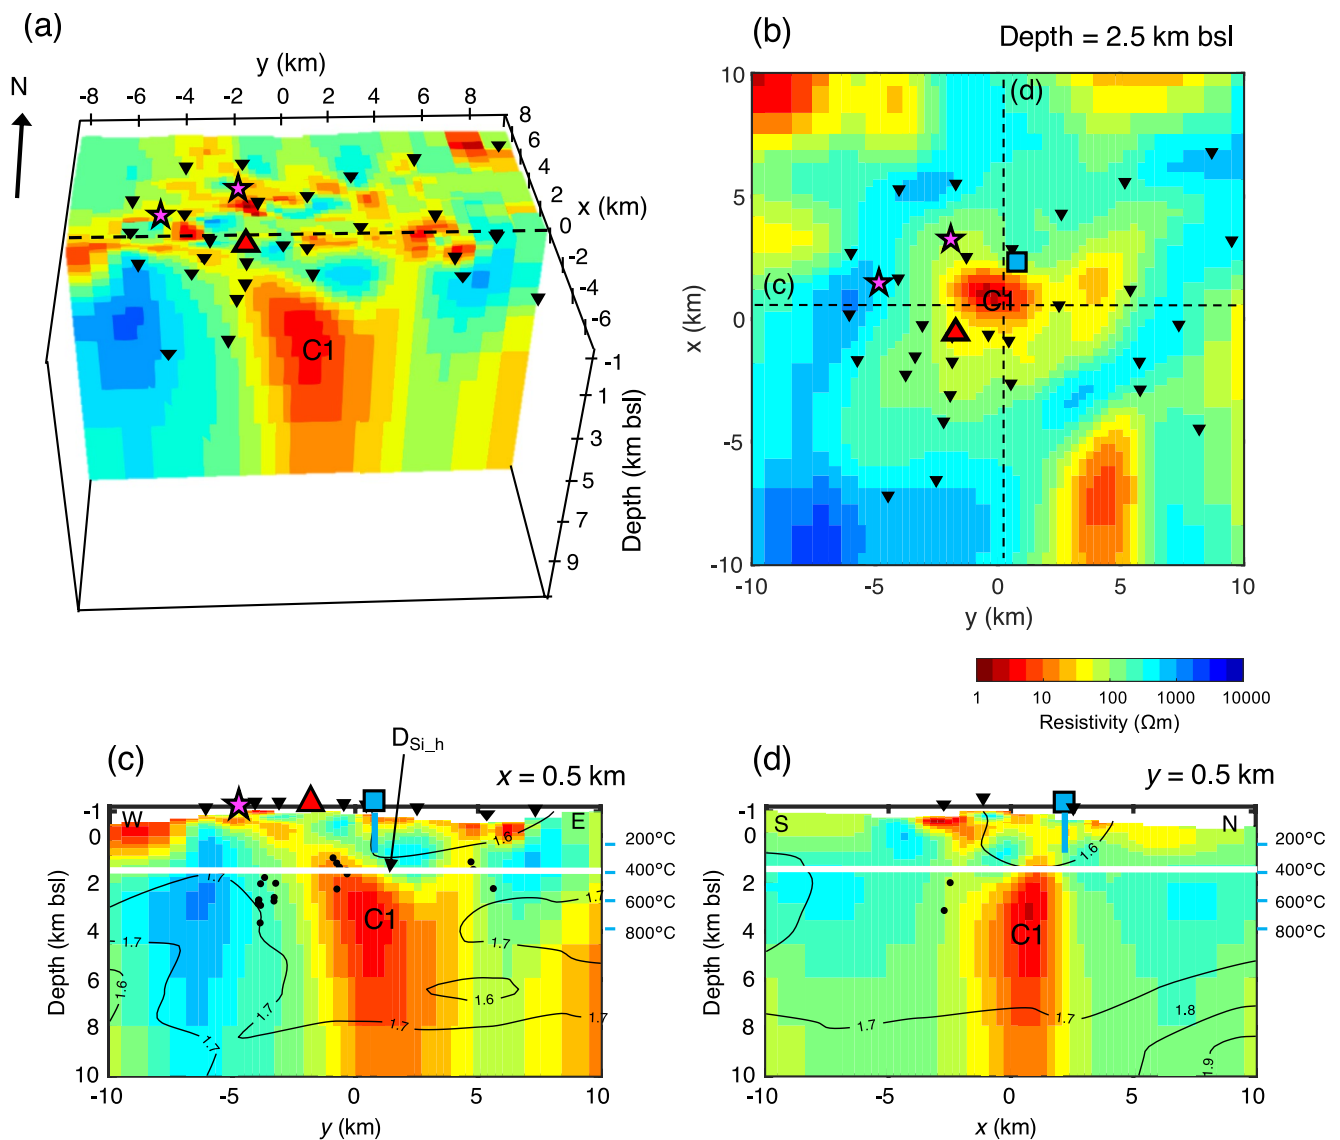 (a)
y (km)
N
-8 -6 -4 -2 0 2 4 6 8
8
6
4
2
0
-2
-4
-6
x (km)
C1
-1
1
3
5
7
9
Depth (km bsl)
(b)
Depth = 2.5 km bsl
10
5
0
-5
-10
x (km)
(d)
(c)
C1
-10 -5 0 5 10
y (km)
1 10 100 1000 10000
Resistivity (Ωm)
(c)
D_Si_h
x = 0.5 km
W
E
-1
0
2
4
6
8
10
Depth (km bsl)
1.6
1.7
1.7
1.7
1.6
1.7
1.6
1.7
1.7
1.7
C1
200°C
400°C
600°C
800°C
-10 -5 0 5 10
y (km)
(d)
y = 0.5 km
S
N
-1
0
2
4
6
8
10
Depth (km bsl)
1.6
C1
1.7
1.7
1.8
1.9
200°C
400°C
600°C
800°C
-10 -5 0 5 10
x (km)